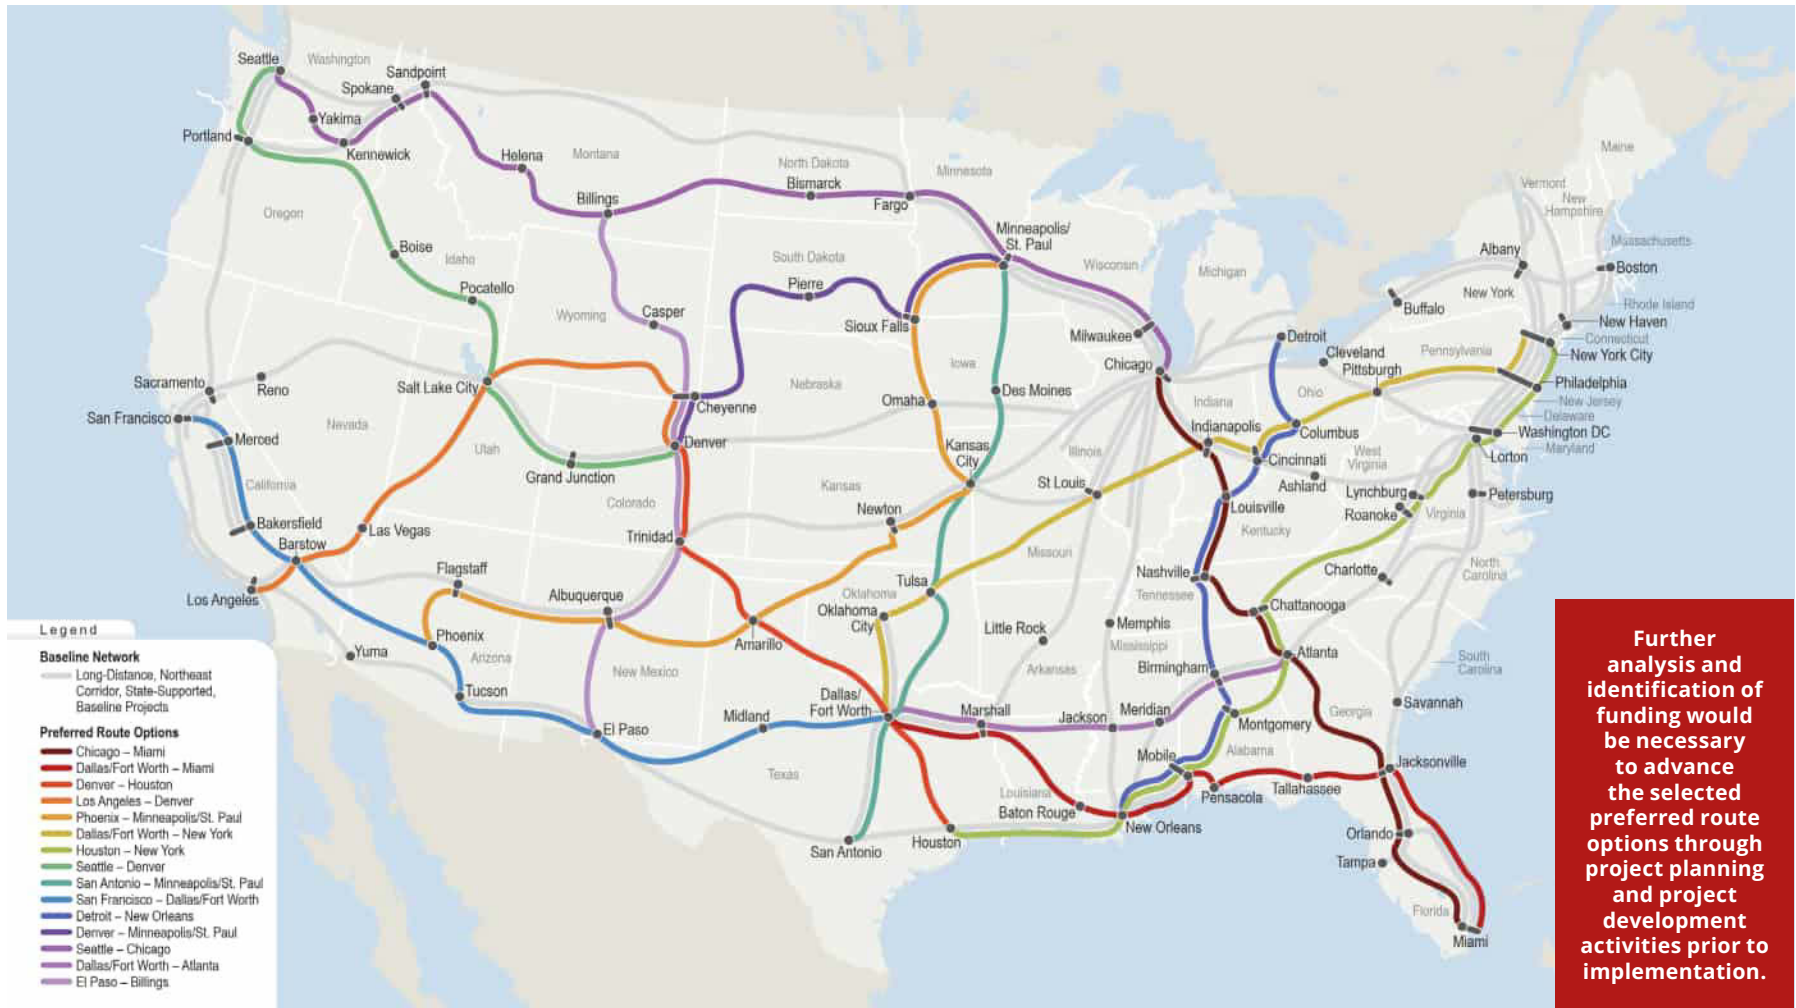 Seattle
Washington
Sandpoint
Spokane
Yakima
Portland
Kennewick
Helena
Montana
Billings
North Dakota
Bismarck
Fargo
Minnesota
Minneapolis/
St. Paul
Wisconsin
Michigan
Maine
Vermont
New
Hampshire
Massachusetts
Albany
Boston
New York
Buffalo
Rhode Island
New Haven
Connecticut
New York City
Oregon
Boise
Idaho
Pocatello
Wyoming
Casper
South Dakota
Pierre
Sioux Falls
Milwaukee
Chicago
Detroit
Cleveland
Pittsburgh
Pennsylvania
Philadelphia
New Jersey
Delaware
Washington DC
Maryland
Lorton
Sacramento
Reno
San Francisco
Merced
Nevada
Salt Lake City
Utah
Grand Junction
Cheyenne
Denver
Nebraska
Iowa
Omaha
Des Moines
Kansas
City
Illinois
Indiana
Indianapolis
Ohio
Columbus
Cincinnati
West
Virginia
Ashland
Lynchburg
Roanoke
Virginia
Petersburg
California
Bakersfield
Barstow
Las Vegas
Los Angeles
Colorado
Trinidad
Kansas
Newton
St Louis
Missouri
Louisville
Kentucky
Flagstaff
Albuquerque
Tulsa
Oklahoma
Oklahoma
City
Nashville
Tennessee
Charlotte
North
Carolina
Chattanooga
Memphis
Mississippi
Little Rock
Arkansas
Yuma
Phoenix
Arizona
Tucson
New Mexico
Amarillo
El Paso
Midland
Dallas/
Fort Worth
Marshall
Jackson
Meridian
Birmingham
Atlanta
South
Carolina
Savannah
Georgia
Montgomery
Alabama
Mobile
Texas
Louisiana
Baton Rouge
New Orleans
Pensacola
Tallahassee
Jacksonville
San Antonio
Houston
Orlando
Tampa
Florida
Miami
Legend
Baseline Network
Long-Distance, Northeast
Corridor, State-Supported,
Baseline Projects
Preferred Route Options
Chicago – Miami
Dallas/Fort Worth – Miami
Denver – Houston
Los Angeles – Denver
Phoenix – Minneapolis/St. Paul
Dallas/Fort Worth – New York
Houston – New York
Seattle – Denver
San Antonio – Minneapolis/St. Paul
San Francisco – Dallas/Fort Worth
Detroit – New Orleans
Denver – Minneapolis/St. Paul
Seattle – Chicago
Dallas/Fort Worth – Atlanta
El Paso – Billings
Further
analysis and
identification of
funding would
be necessary
to advance
the selected
preferred route
options through
project planning
and project
development
activities prior to
implementation.